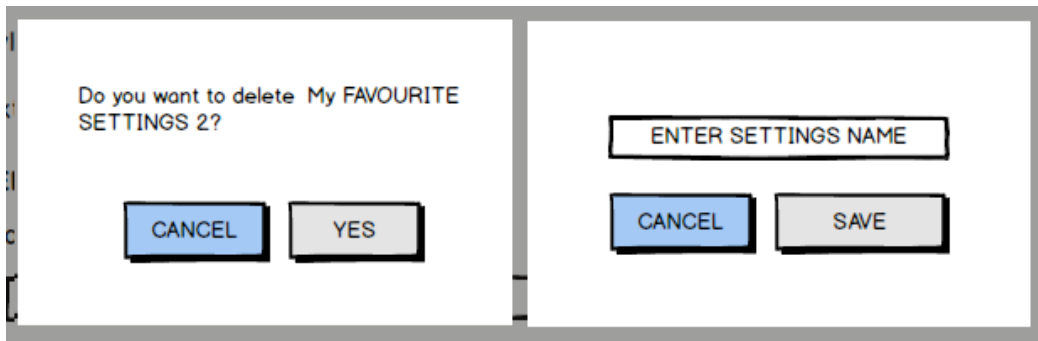 Do you want to delete My FAVOURITE
SETTINGS 2?
CANCEL
YES
ENTER SETTINGS NAME
CANCEL
SAVE